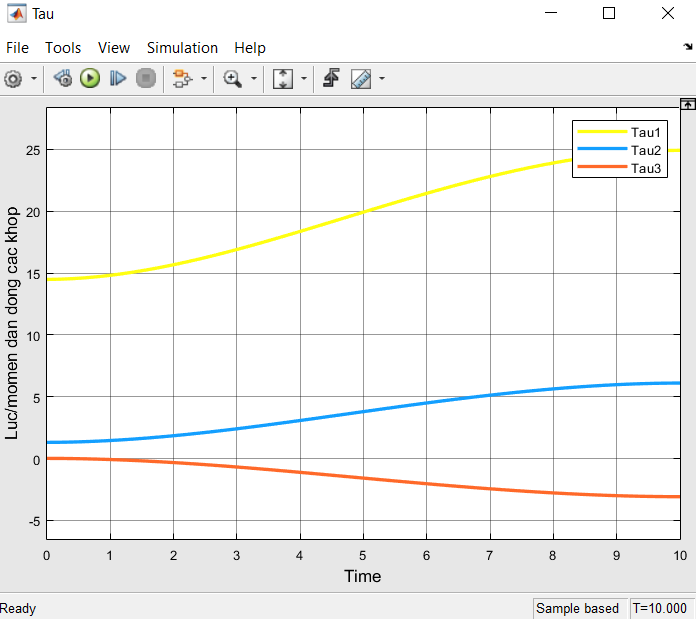 Tau
File Tools View Simulation Help
Tau1
Tau2
Tau3
25
20
15
10
5
0
-5
Luc/momen dan dong cac khop
0 1 2 3 4 5 6 7 8 9 10
Time
Ready
Sample based T=10.000